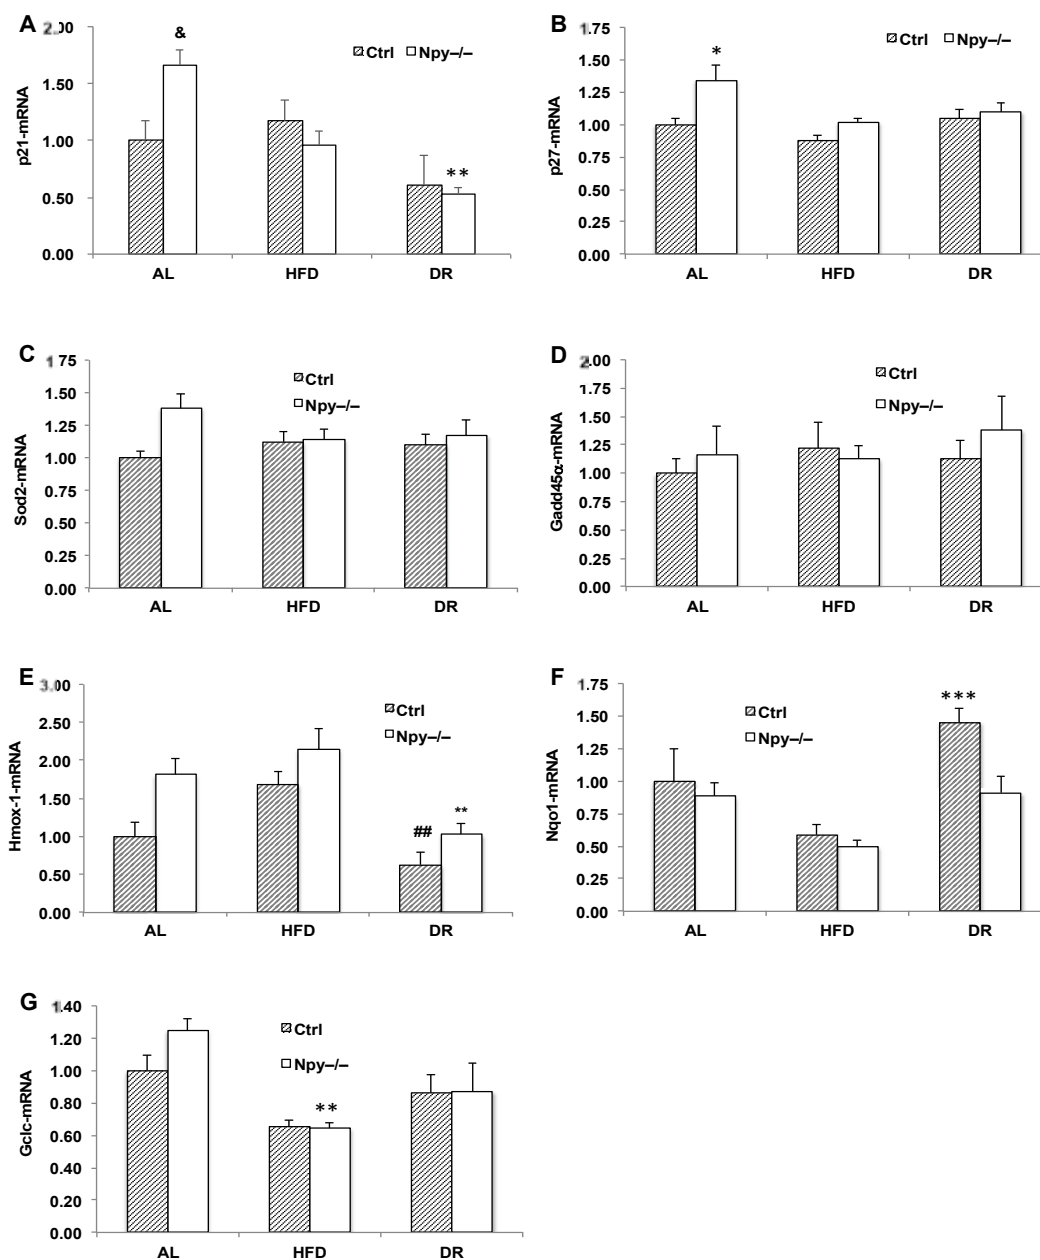 A
2.00
& 
Ctrl Npy–/–
1.50
p21-mRNA
1.00
**
0.50
0.00
AL HFD DR
B
1.75
Ctrl Npy–/–
1.50
*
1.25
p27-mRNA
1.00
0.75
0.50
0.25
0.00
AL HFD DR
C
1.75
Ctrl
1.50
Npy–/–
1.25
Sod2-mRNA
1.00
0.75
0.50
0.25
0.00
AL HFD DR
D
2.00
Ctrl
1.75
Npy–/–
1.50
Gadd45α-mRNA
1.25
1.00
0.75
0.50
0.25
0.00
AL HFD DR
E
3.00
Ctrl
2.50
Npy–/–
2.00
Hmox-1-mRNA
1.50
1.00
## **
0.50
0.00
AL HFD DR
F
1.75
***
Ctrl
1.50
Npy–/–
1.25
Nqo1-mRNA
1.00
0.75
0.50
0.25
0.00
AL HFD DR
G
1.40
Ctrl
1.20
Npy–/–
1.00
Gclc-mRNA
0.80
**
0.60
0.40
0.20
0.00
AL HFD DR